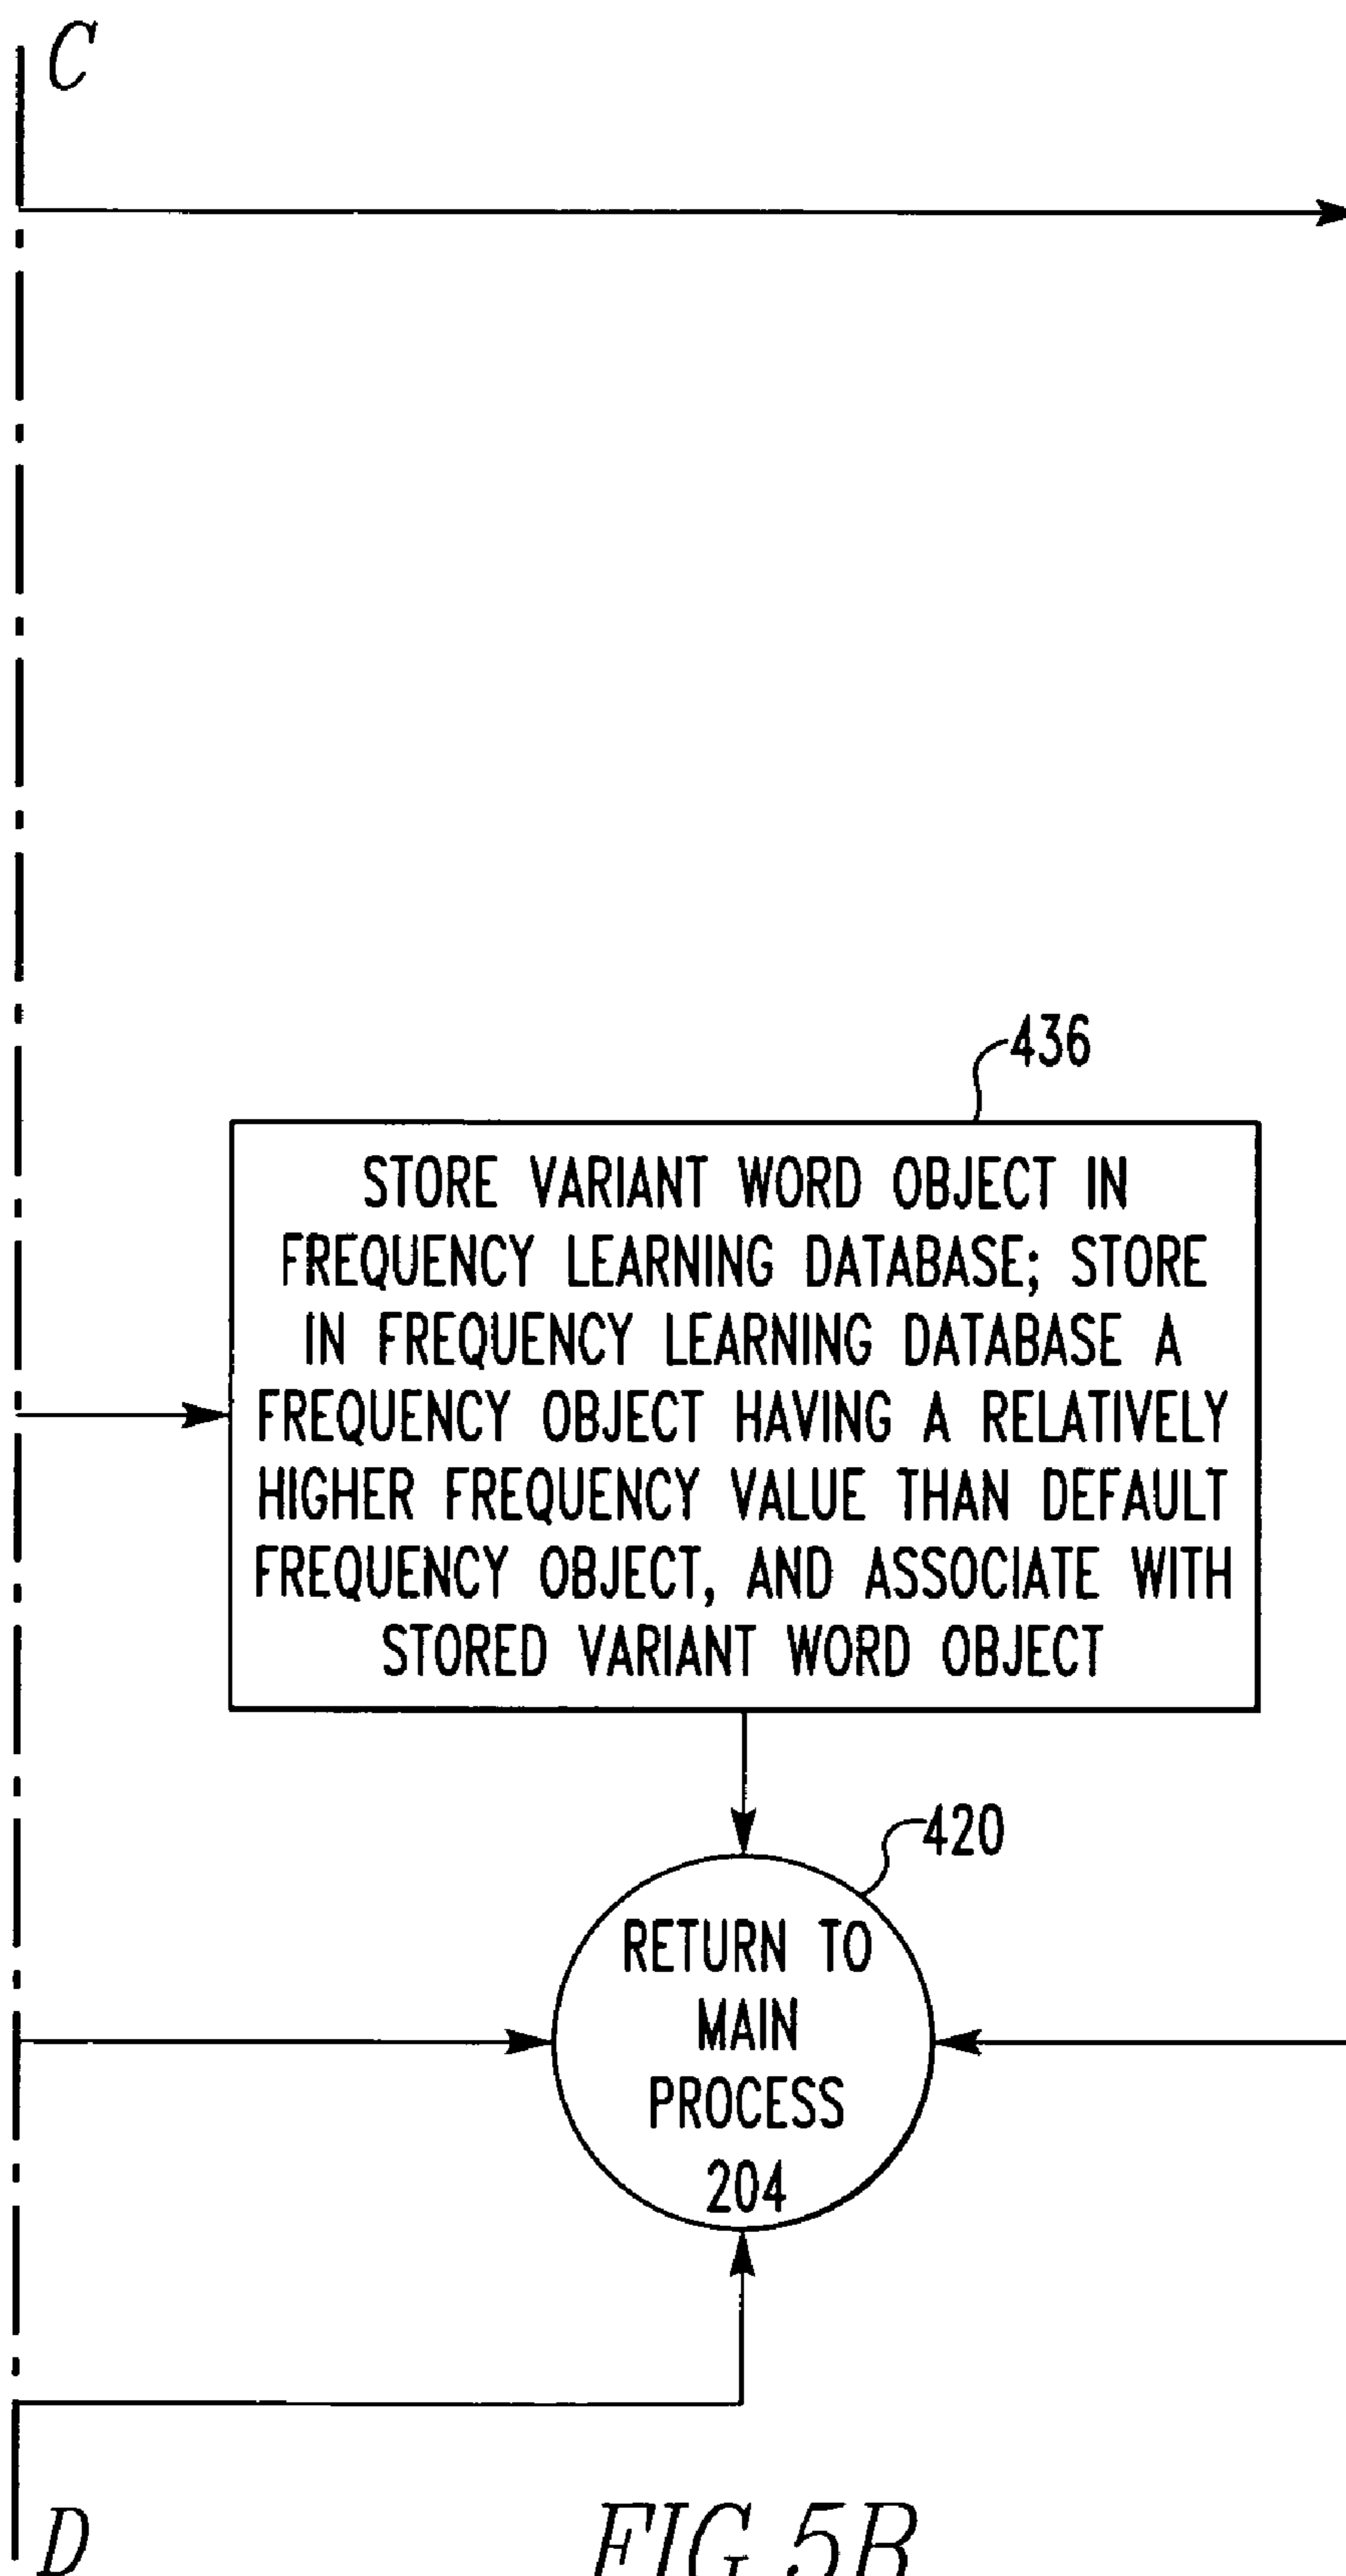 C
436
STORE VARIANT WORD OBJECT IN
FREQUENCY LEARNING DATABASE; STORE
IN FREQUENCY LEARNING DATABASE A
FREQUENCY OBJECT HAVING A RELATIVELY
HIGHER FREQUENCY VALUE THAN DEFAULT
FREQUENCY OBJECT, AND ASSOCIATE WITH
STORED VARIANT WORD OBJECT
420
RETURN TO
MAIN
PROCESS
204
D
FIG.5B